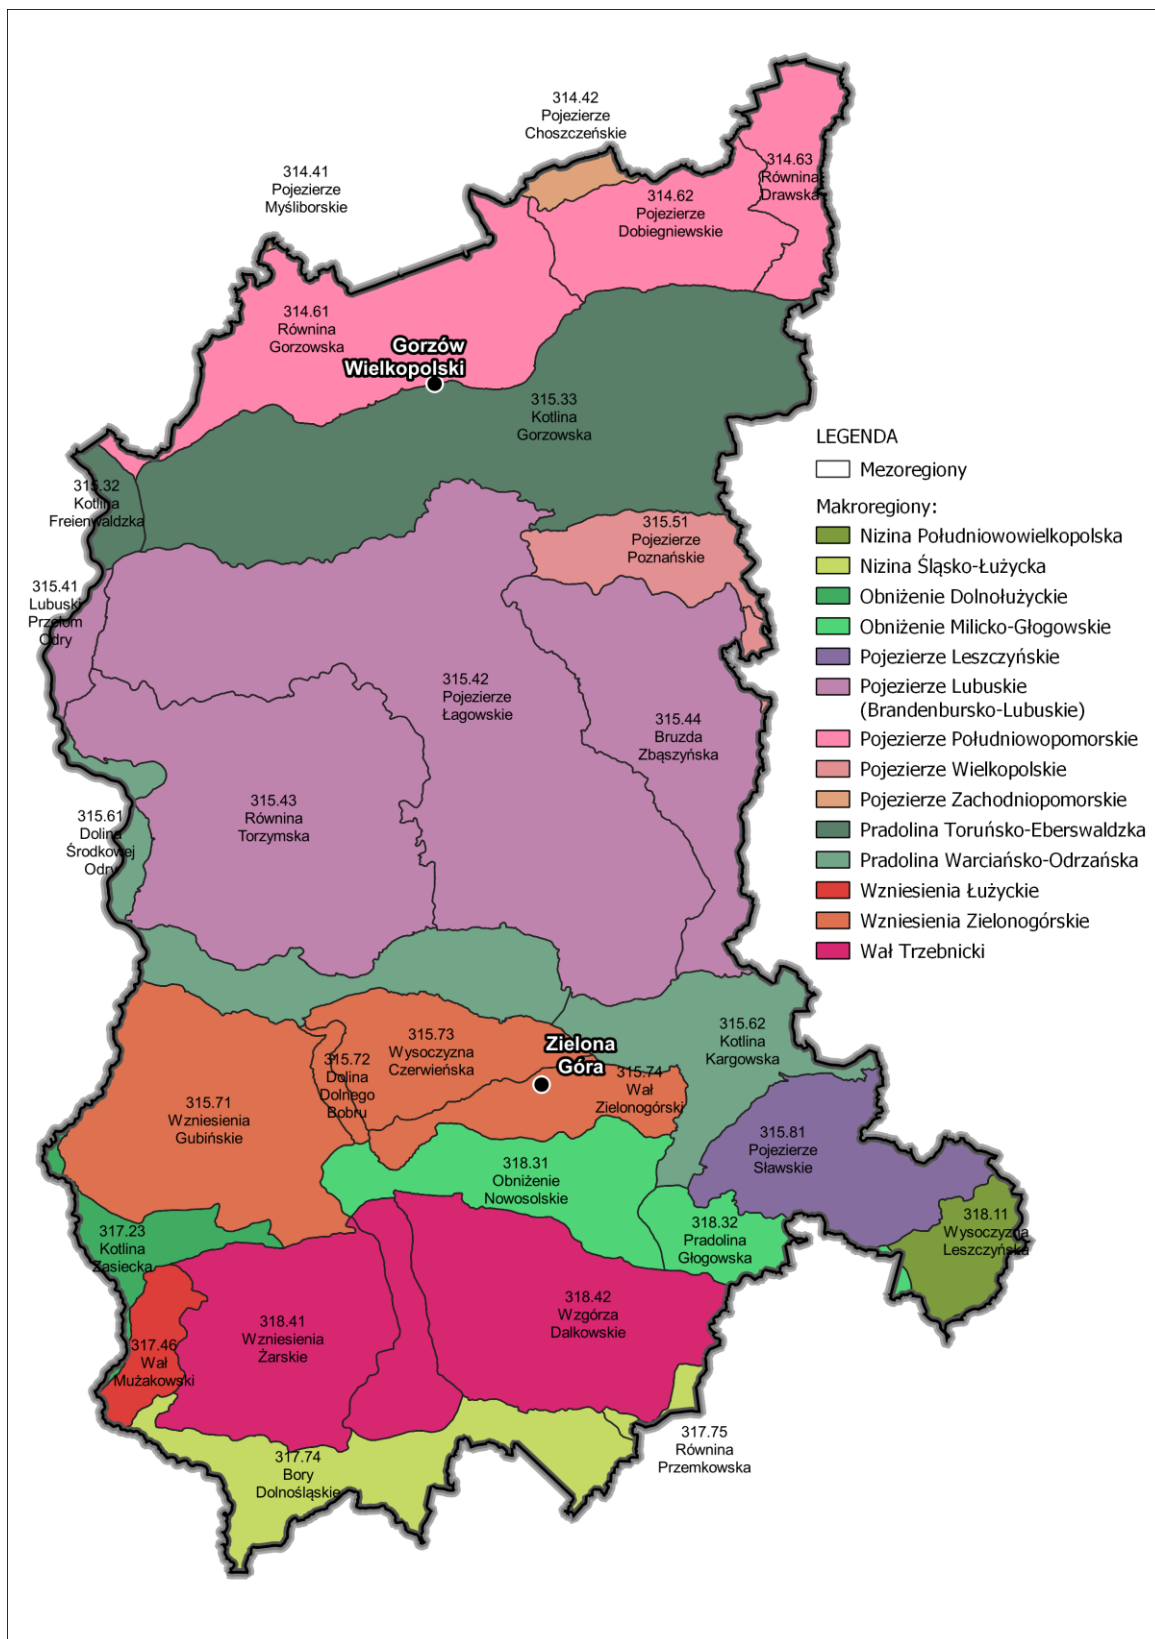 314.42
Pojezierze
Choszczeńskie
314.41
Pojezierze
Myśliborskie
314.63
Równina
Drawska
314.62
Pojezierze
Dobiegniewskie
314.61
Równina
Gorzowska
Gorzów
Wielkopolski
315.33
Kotlina
Gorzowska
315.32
Kotlina
Freienwaldzka
315.51
Pojezierze
Poznańskie
315.41
Lubuski
Przełom
Odry
315.42
Pojezierze
Łagowskie
315.44
Bruzda
Zbąszyńska
315.43
Równina
Torzymska
315.61
Dolina
Środkowej
Odry
315.62
Kotlina
Kargowska
315.73
Wysoczyzna
Czerwieńska
Zielona
Góra
315.72
Dolina
Dolnego
Bobru
315.74
Wał
Zielonogórski
315.71
Wzniesienia
Gubińskie
315.81
Pojezierze
Sławskie
318.31
Obniżenie
Nowosolskie
318.32
Pradolina
Głogowska
318.11
Wysoczyzna
Leszczyńska
317.23
Kotlina
Zasiecka
318.42
Wzgórza
Dalkowskie
318.41
Wzniesienia
Żarskie
317.46
Wał
Mużakowski
317.75
Równina
Przemkowska
317.74
Bory
Dolnośląskie
LEGENDA
Mezoregiony
Makroregiony:
Nizina Południowowielkopolska
Nizina Śląsko-Łużycka
Obniżenie Dolnołużyckie
Obniżenie Milicko-Głogowskie
Pojezierze Leszczyńskie
Pojezierze Lubuskie
(Brandenbursko-Lubuskie)
Pojezierze Południowopomorskie
Pojezierze Wielkopolskie
Pojezierze Zachodniopomorskie
Pradolina Toruńsko-Eberswaldzka
Pradolina Warciańsko-Odrzańska
Wzniesienia Łużyckie
Wzniesienia Zielonogórskie
Wał Trzebnicki